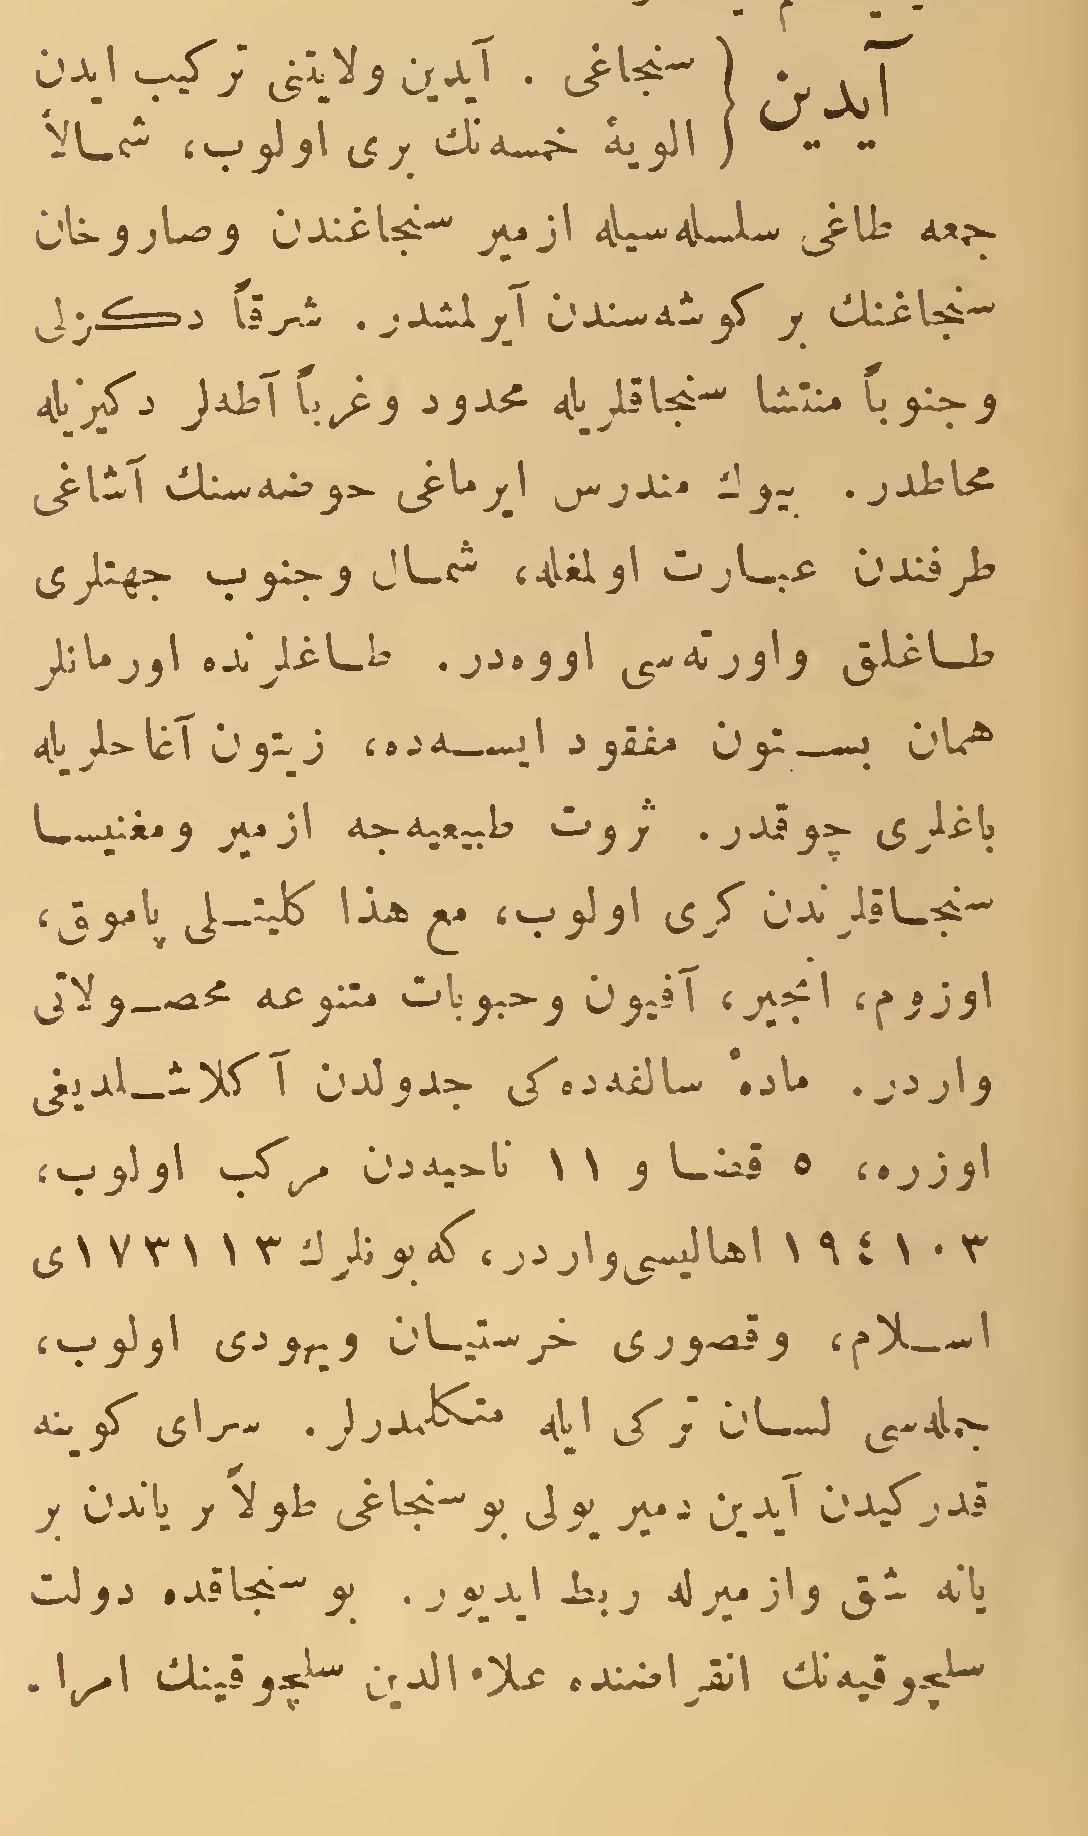 آیدین { سنجاغی . آیدین ولایتنی ترکیب ایدن
الویهٔ خمسه‌نك بری اولوب، شمالاً
جمعه طاغی سلسله‌سیله ازمیر سنجاغندن وصاروخان
سنجاغنك بر کوشه‌سندن آیرلمشدر. شرقاً دکزلی
وجنوباً منتشا سنجاقلریله محدود وغرباً آطه‌لر دکیزیله
محاطدر. بیوك مندرس ایرماغی حوضه‌سنك آشاغی
طرفندن عبارت اولمغله، شمال وجنوب جهتلری
طاغلق واورته‌سی اووه‌در. طاغلرنده اورمانلر
همان بستون مفقود ایسه‌ده، زیتون آغاجلریله
باغلری چوقدر. ثروت طبیعیه‌جه ازمیر ومغنیسا
سنجاقلرندن کری اولوب، مع هذا کلیتلی پاموق،
اوزوم، انجیر، آفیون وحبوبات متنوعه محصولاتی
واردر. مادهٔ سالفه‌ده‌کی جدولدن آکلاشلدیغی
اوزره، ٥ قضا و ١١ ناحیه‌دن مرکب اولوب،
١٩٤١٠٣ اهالیسی واردر، که بونلرك ١٧٣١١٣ی
اسلام، وقصوری خرستیان ویهودی اولوب،
جمله‌سی لسان ترکی ایله متکلمدرلر. سرای کوینه
قدر کیدن آیدین دمیر یولی بو سنجاغی طولاً بر یاندن بر
یانه شق وازمیرله ربط ایدیور. بو سنجاقده دولت
سلچوقیه‌نك انقراضنده علاء الدین سلچوقینك امرا.